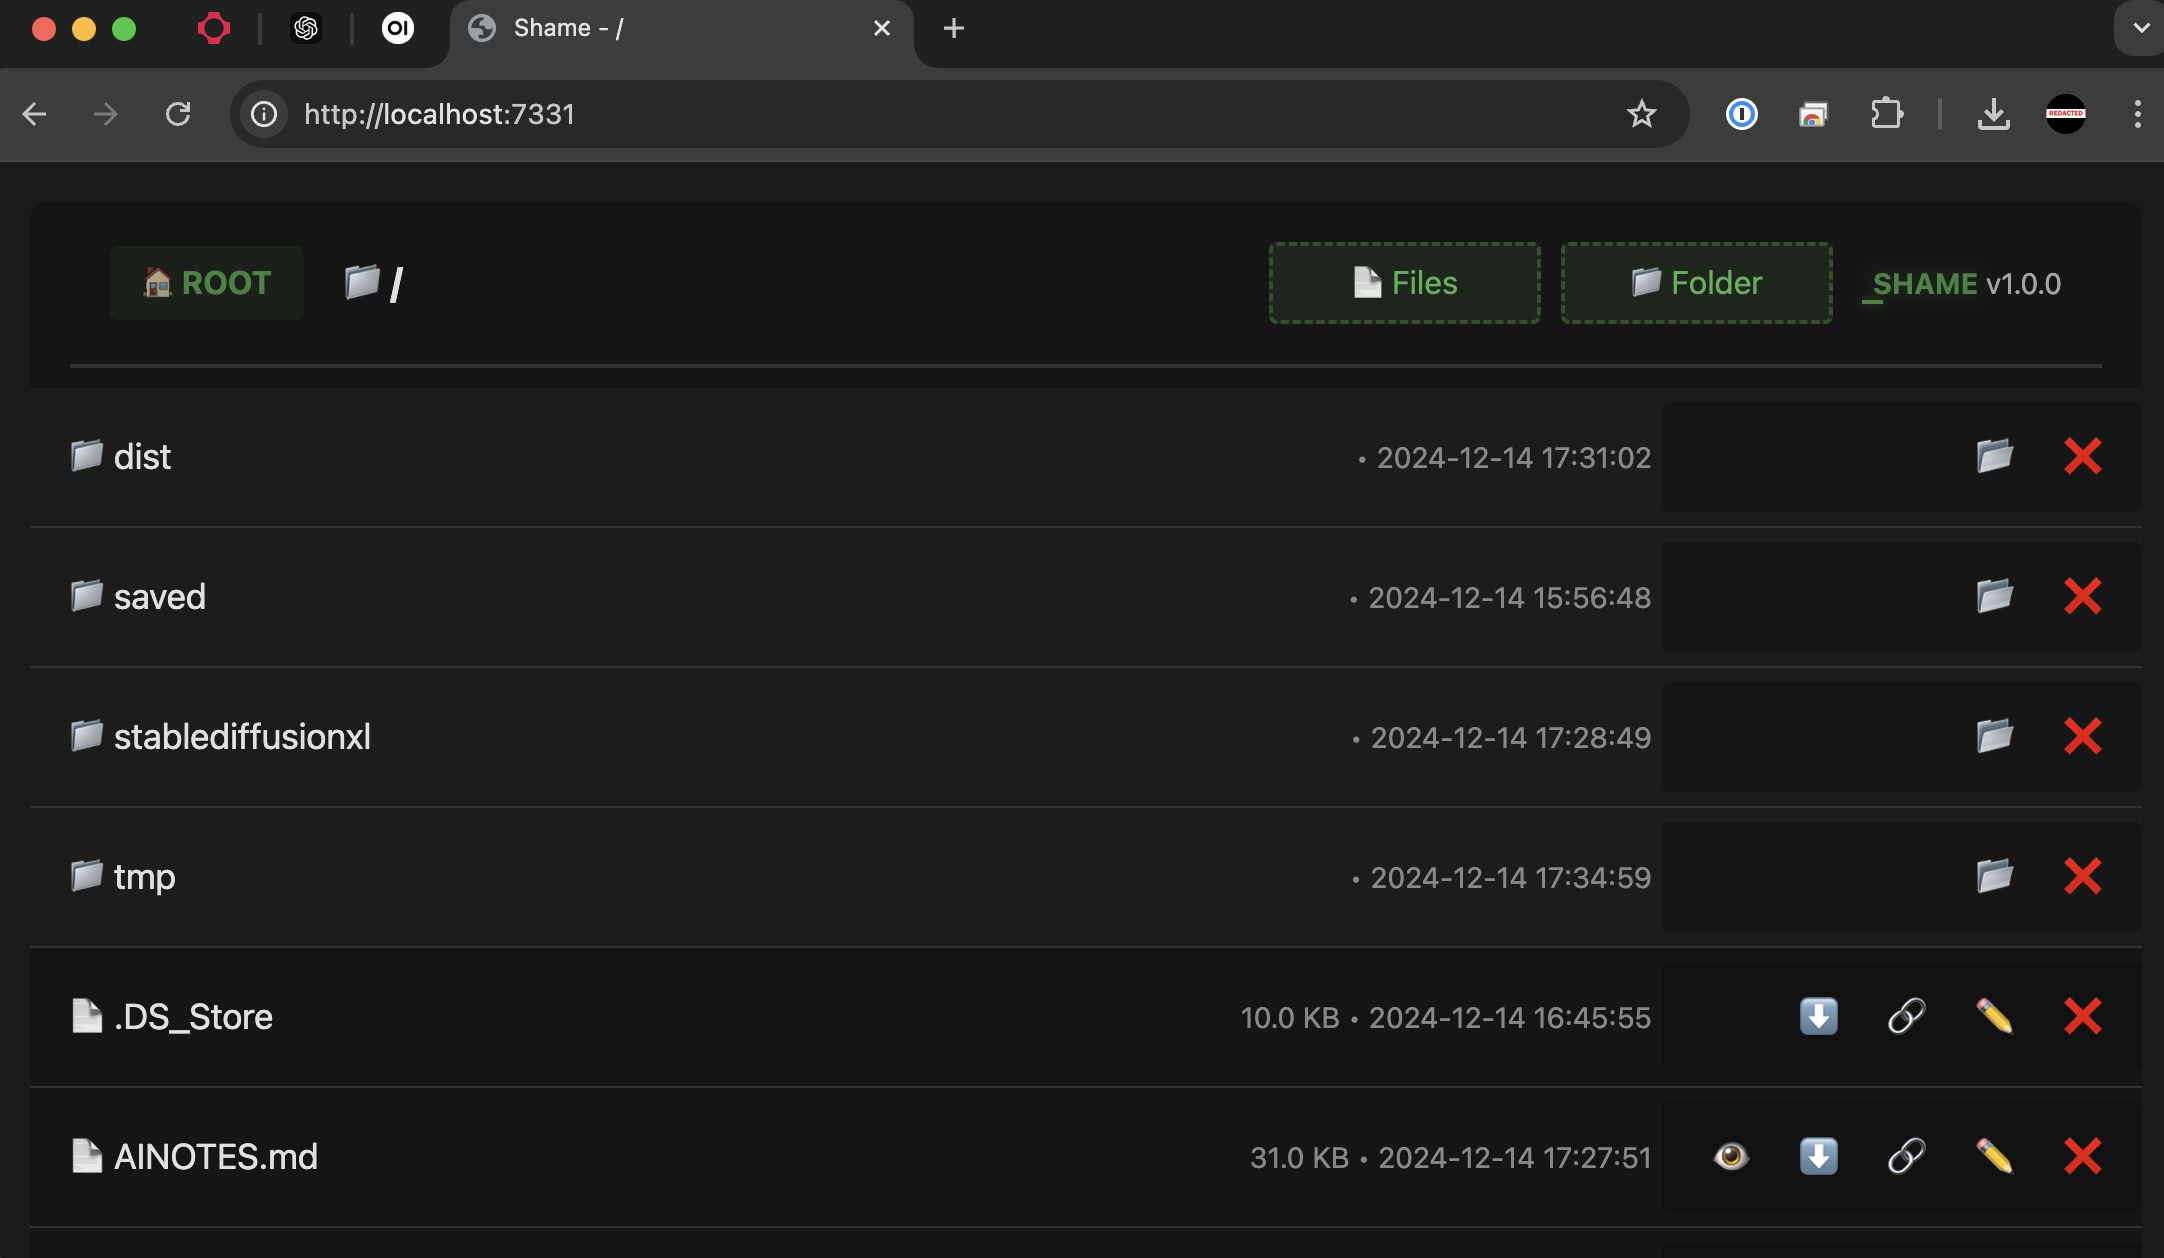 OI
Shame - /
http://localhost:7331
REDACTED
ROOT
/
Files
Folder
_SHAME v1.0.0
dist
• 2024-12-14 17:31:02
saved
• 2024-12-14 15:56:48
stablediffusionxl
• 2024-12-14 17:28:49
tmp
• 2024-12-14 17:34:59
.DS_Store
10.0 KB • 2024-12-14 16:45:55
AINOTES.md
31.0 KB • 2024-12-14 17:27:51